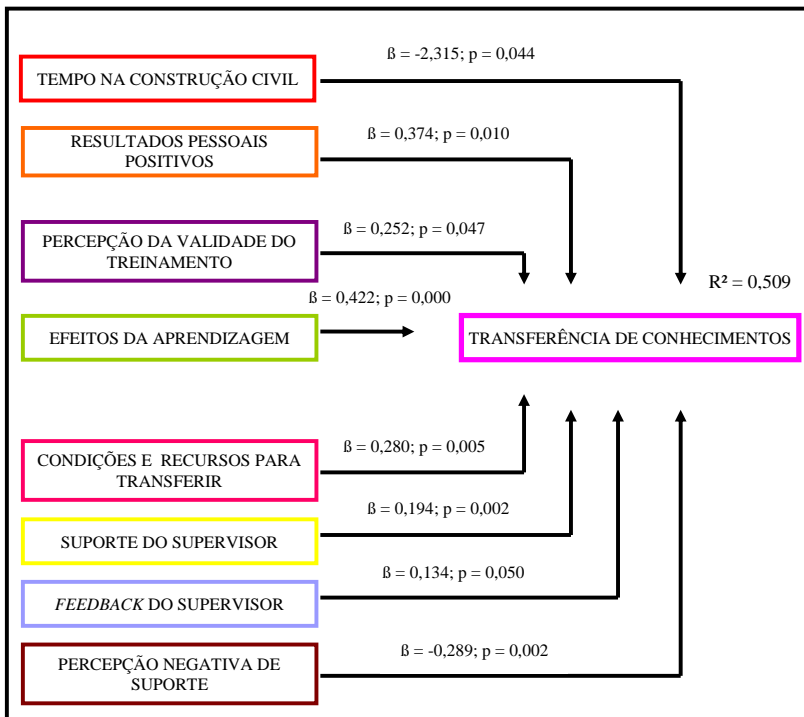 ß = -2,315; p = 0,044
TEMPO NA CONSTRUÇÃO CIVIL
ß = 0,374; p = 0,010
RESULTADOS PESSOAIS
POSITIVOS
ß = 0,252; p = 0,047
PERCEPÇÃO DA VALIDADE DO
TREINAMENTO
R² = 0,509
ß = 0,422; p = 0,000
EFEITOS DA APRENDIZAGEM
TRANSFERÊNCIA DE CONHECIMENTOS
ß = 0,280; p = 0,005
CONDIÇÕES E RECURSOS PARA
TRANSFERIR
ß = 0,194; p = 0,002
SUPORTE DO SUPERVISOR
ß = 0,134; p = 0,050
FEEDBACK DO SUPERVISOR
ß = -0,289; p = 0,002
PERCEPÇÃO NEGATIVA DE
SUPORTE